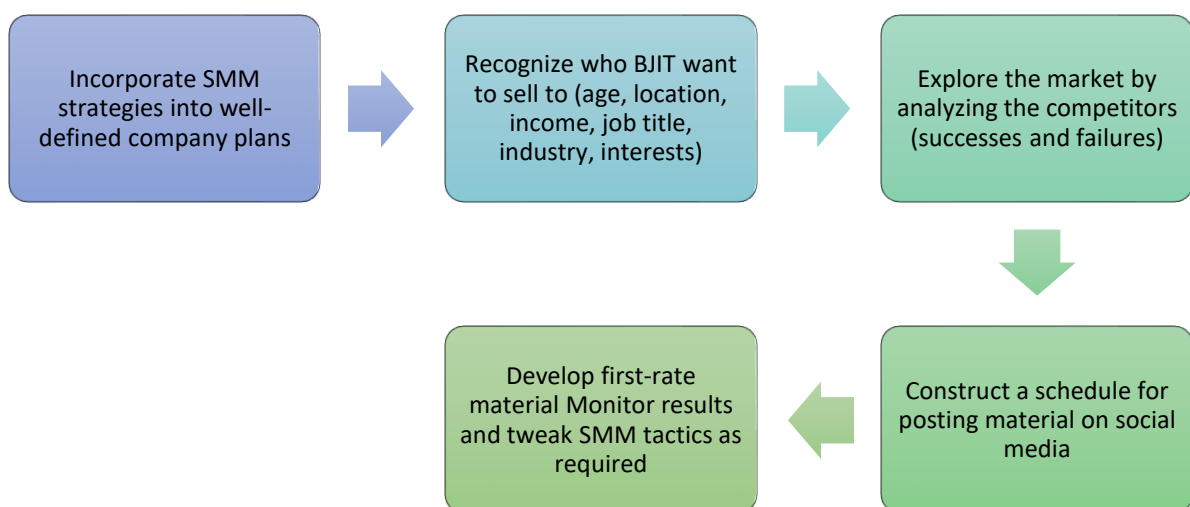 Incorporate SMM
strategies into well-
defined company plans
Recognize who BJIT want
to sell to (age, location,
income, job title,
industry, interests)
Explore the market by
analyzing the competitors
(successes and failures)
Construct a schedule for
posting material on social
media
Develop first-rate
material Monitor results
and tweak SMM tactics as
required